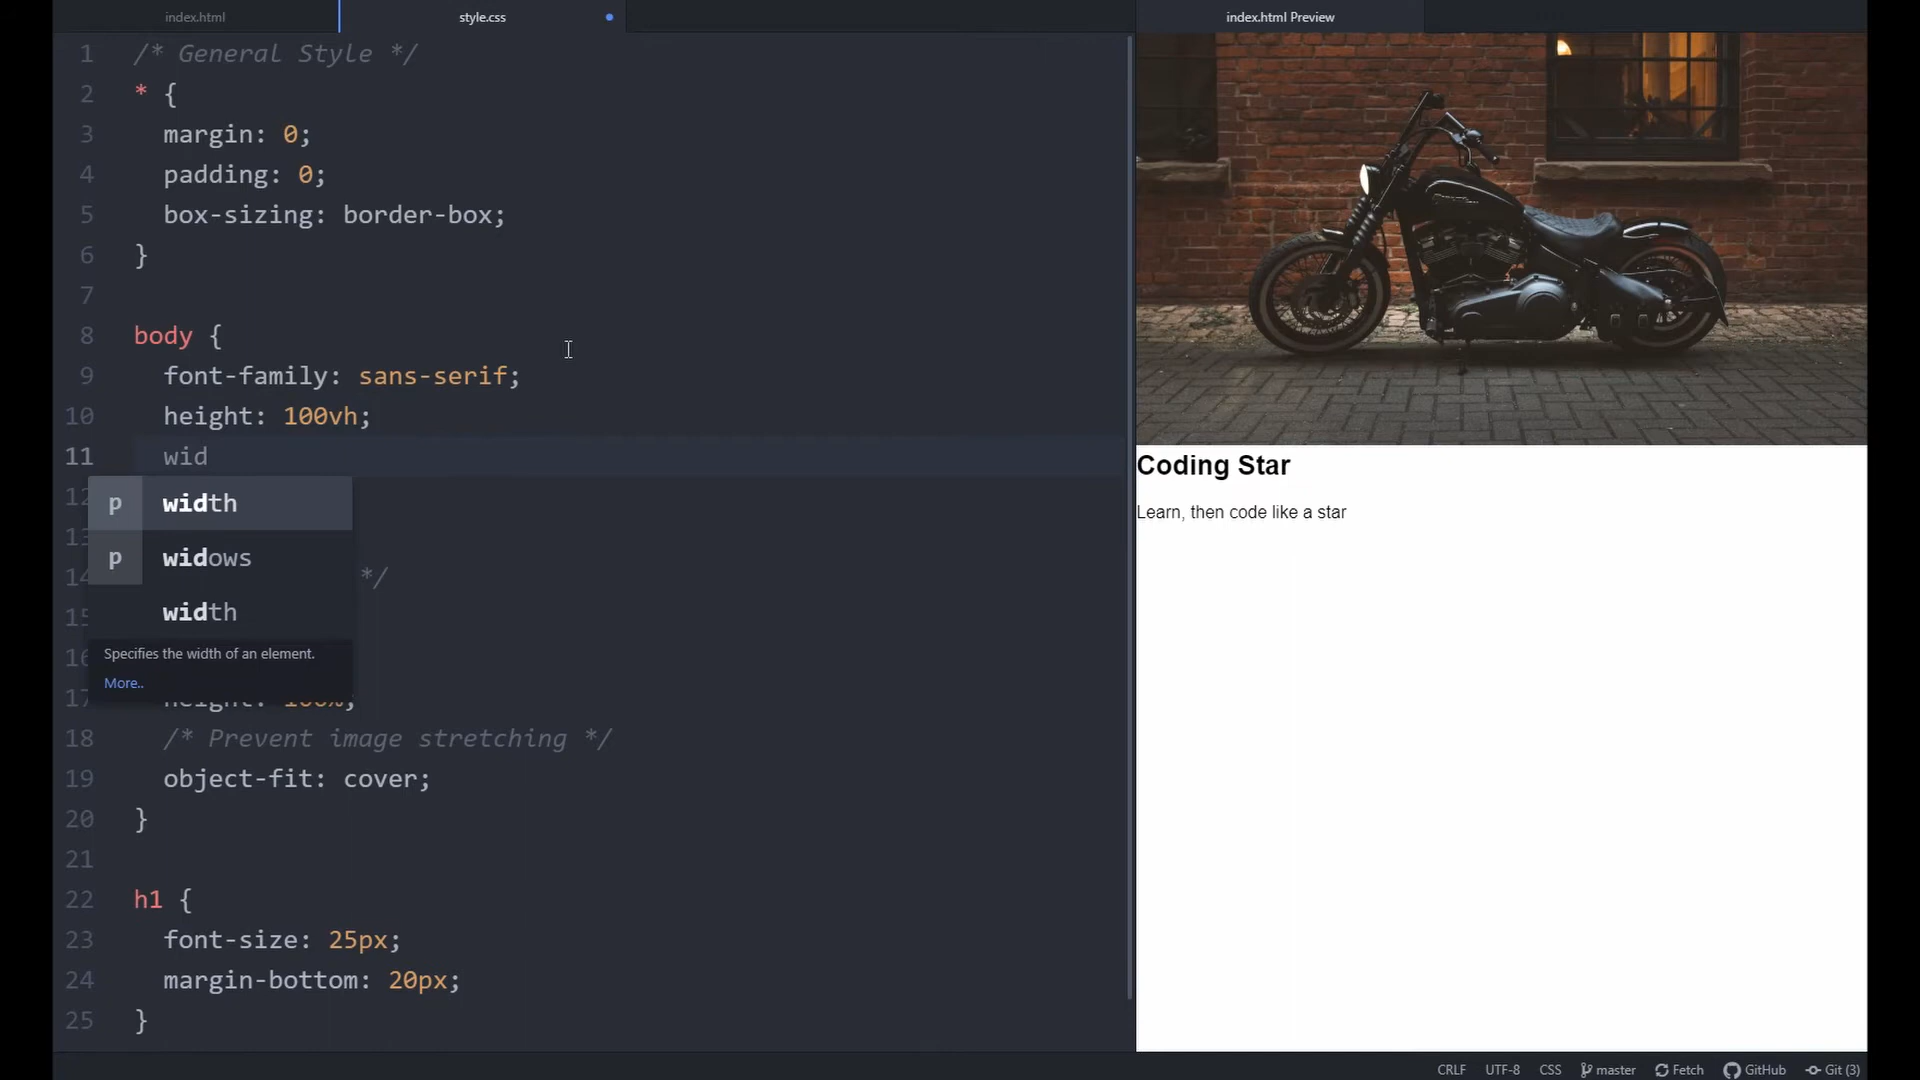 index.html
style.css
index.html Preview
1 /* General Style */
2 * {
3 margin: 0;
4 padding: 0;
5 box-sizing: border-box;
6 }
7
8 body {
9 font-family: sans-serif;
10 height: 100vh;
11 wid
p width
p widows
width
Specifies the width of an element.
More..
14 */
17 height: 100%;
18 /* Prevent image stretching */
19 object-fit: cover;
20 }
21
22 h1 {
23 font-size: 25px;
24 margin-bottom: 20px;
25 }
Coding Star
Learn, then code like a star
CRLF UTF-8 CSS master Fetch GitHub Git (3)